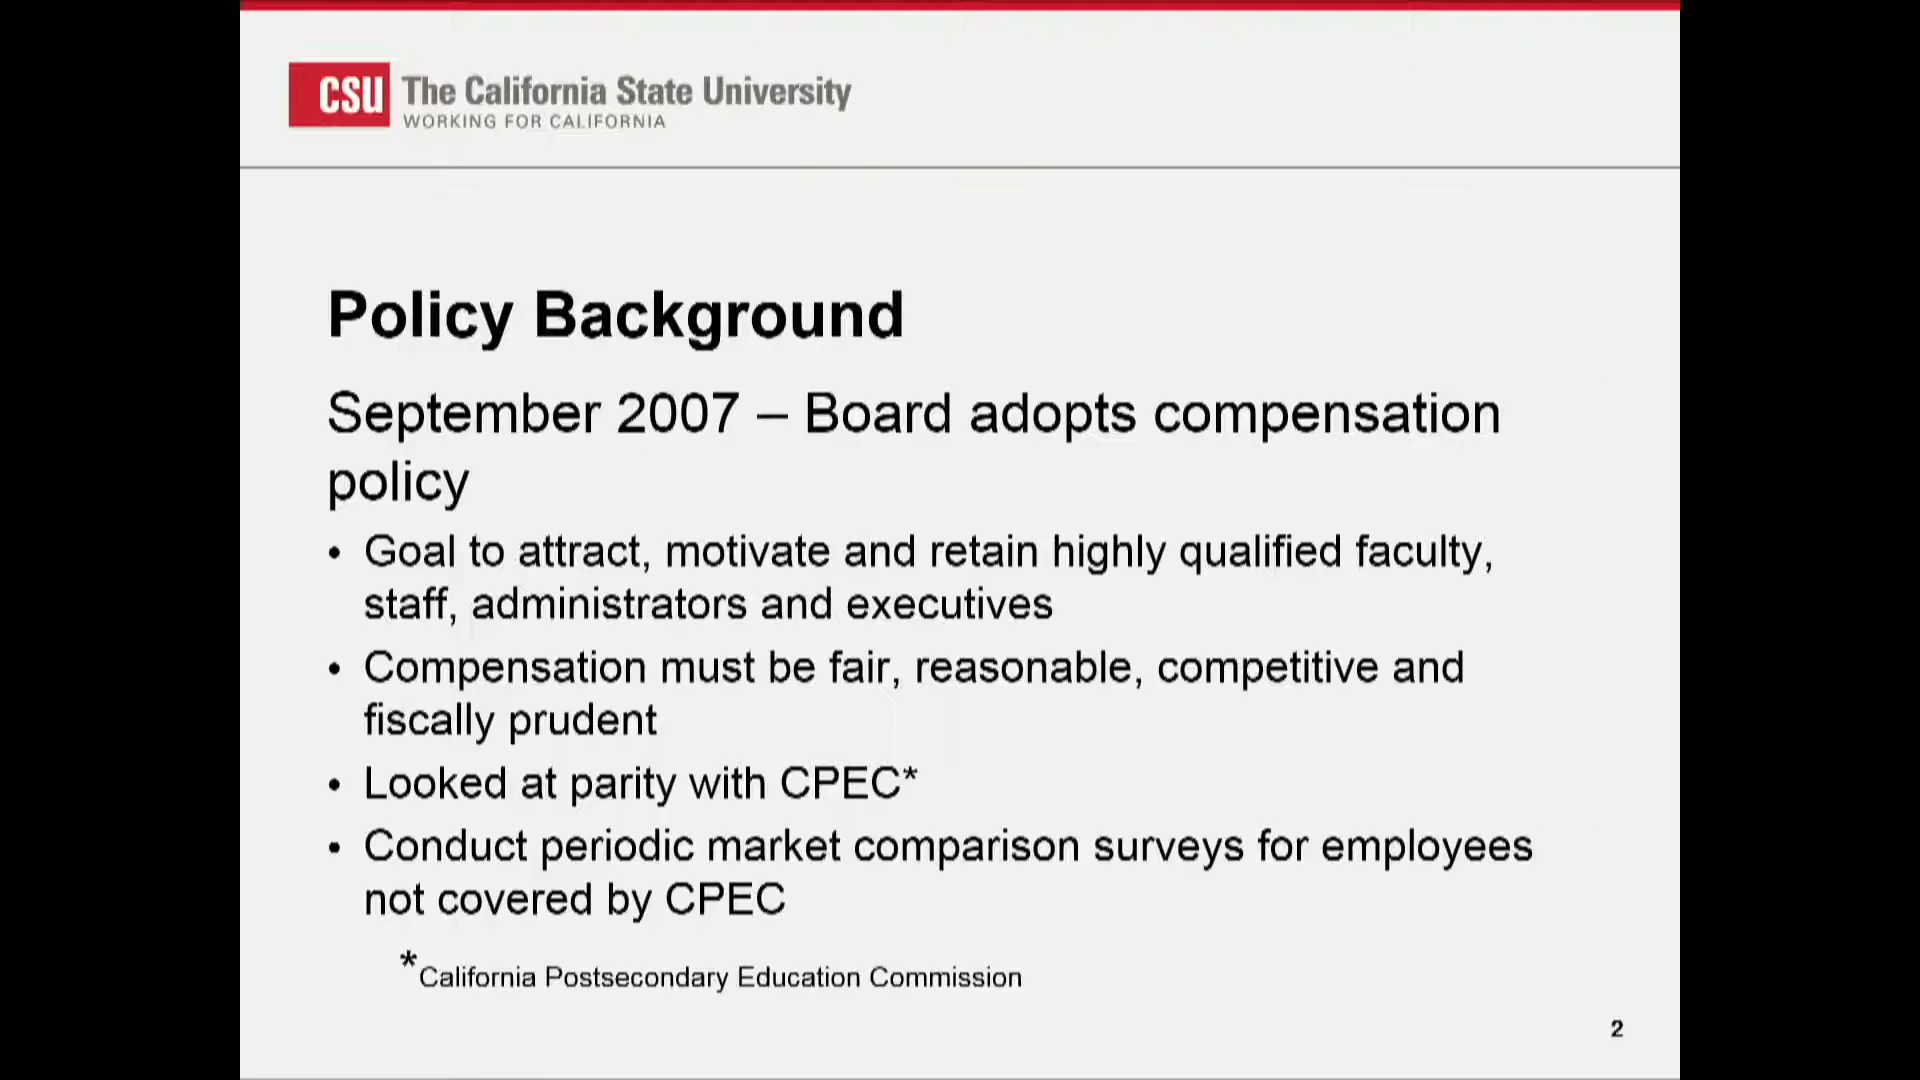 CSU The California State University
WORKING FOR CALIFORNIA
Policy Background
September 2007 – Board adopts compensation
policy
• Goal to attract, motivate and retain highly qualified faculty,
staff, administrators and executives
• Compensation must be fair, reasonable, competitive and
fiscally prudent
• Looked at parity with CPEC*
• Conduct periodic market comparison surveys for employees
not covered by CPEC
*California Postsecondary Education Commission
2